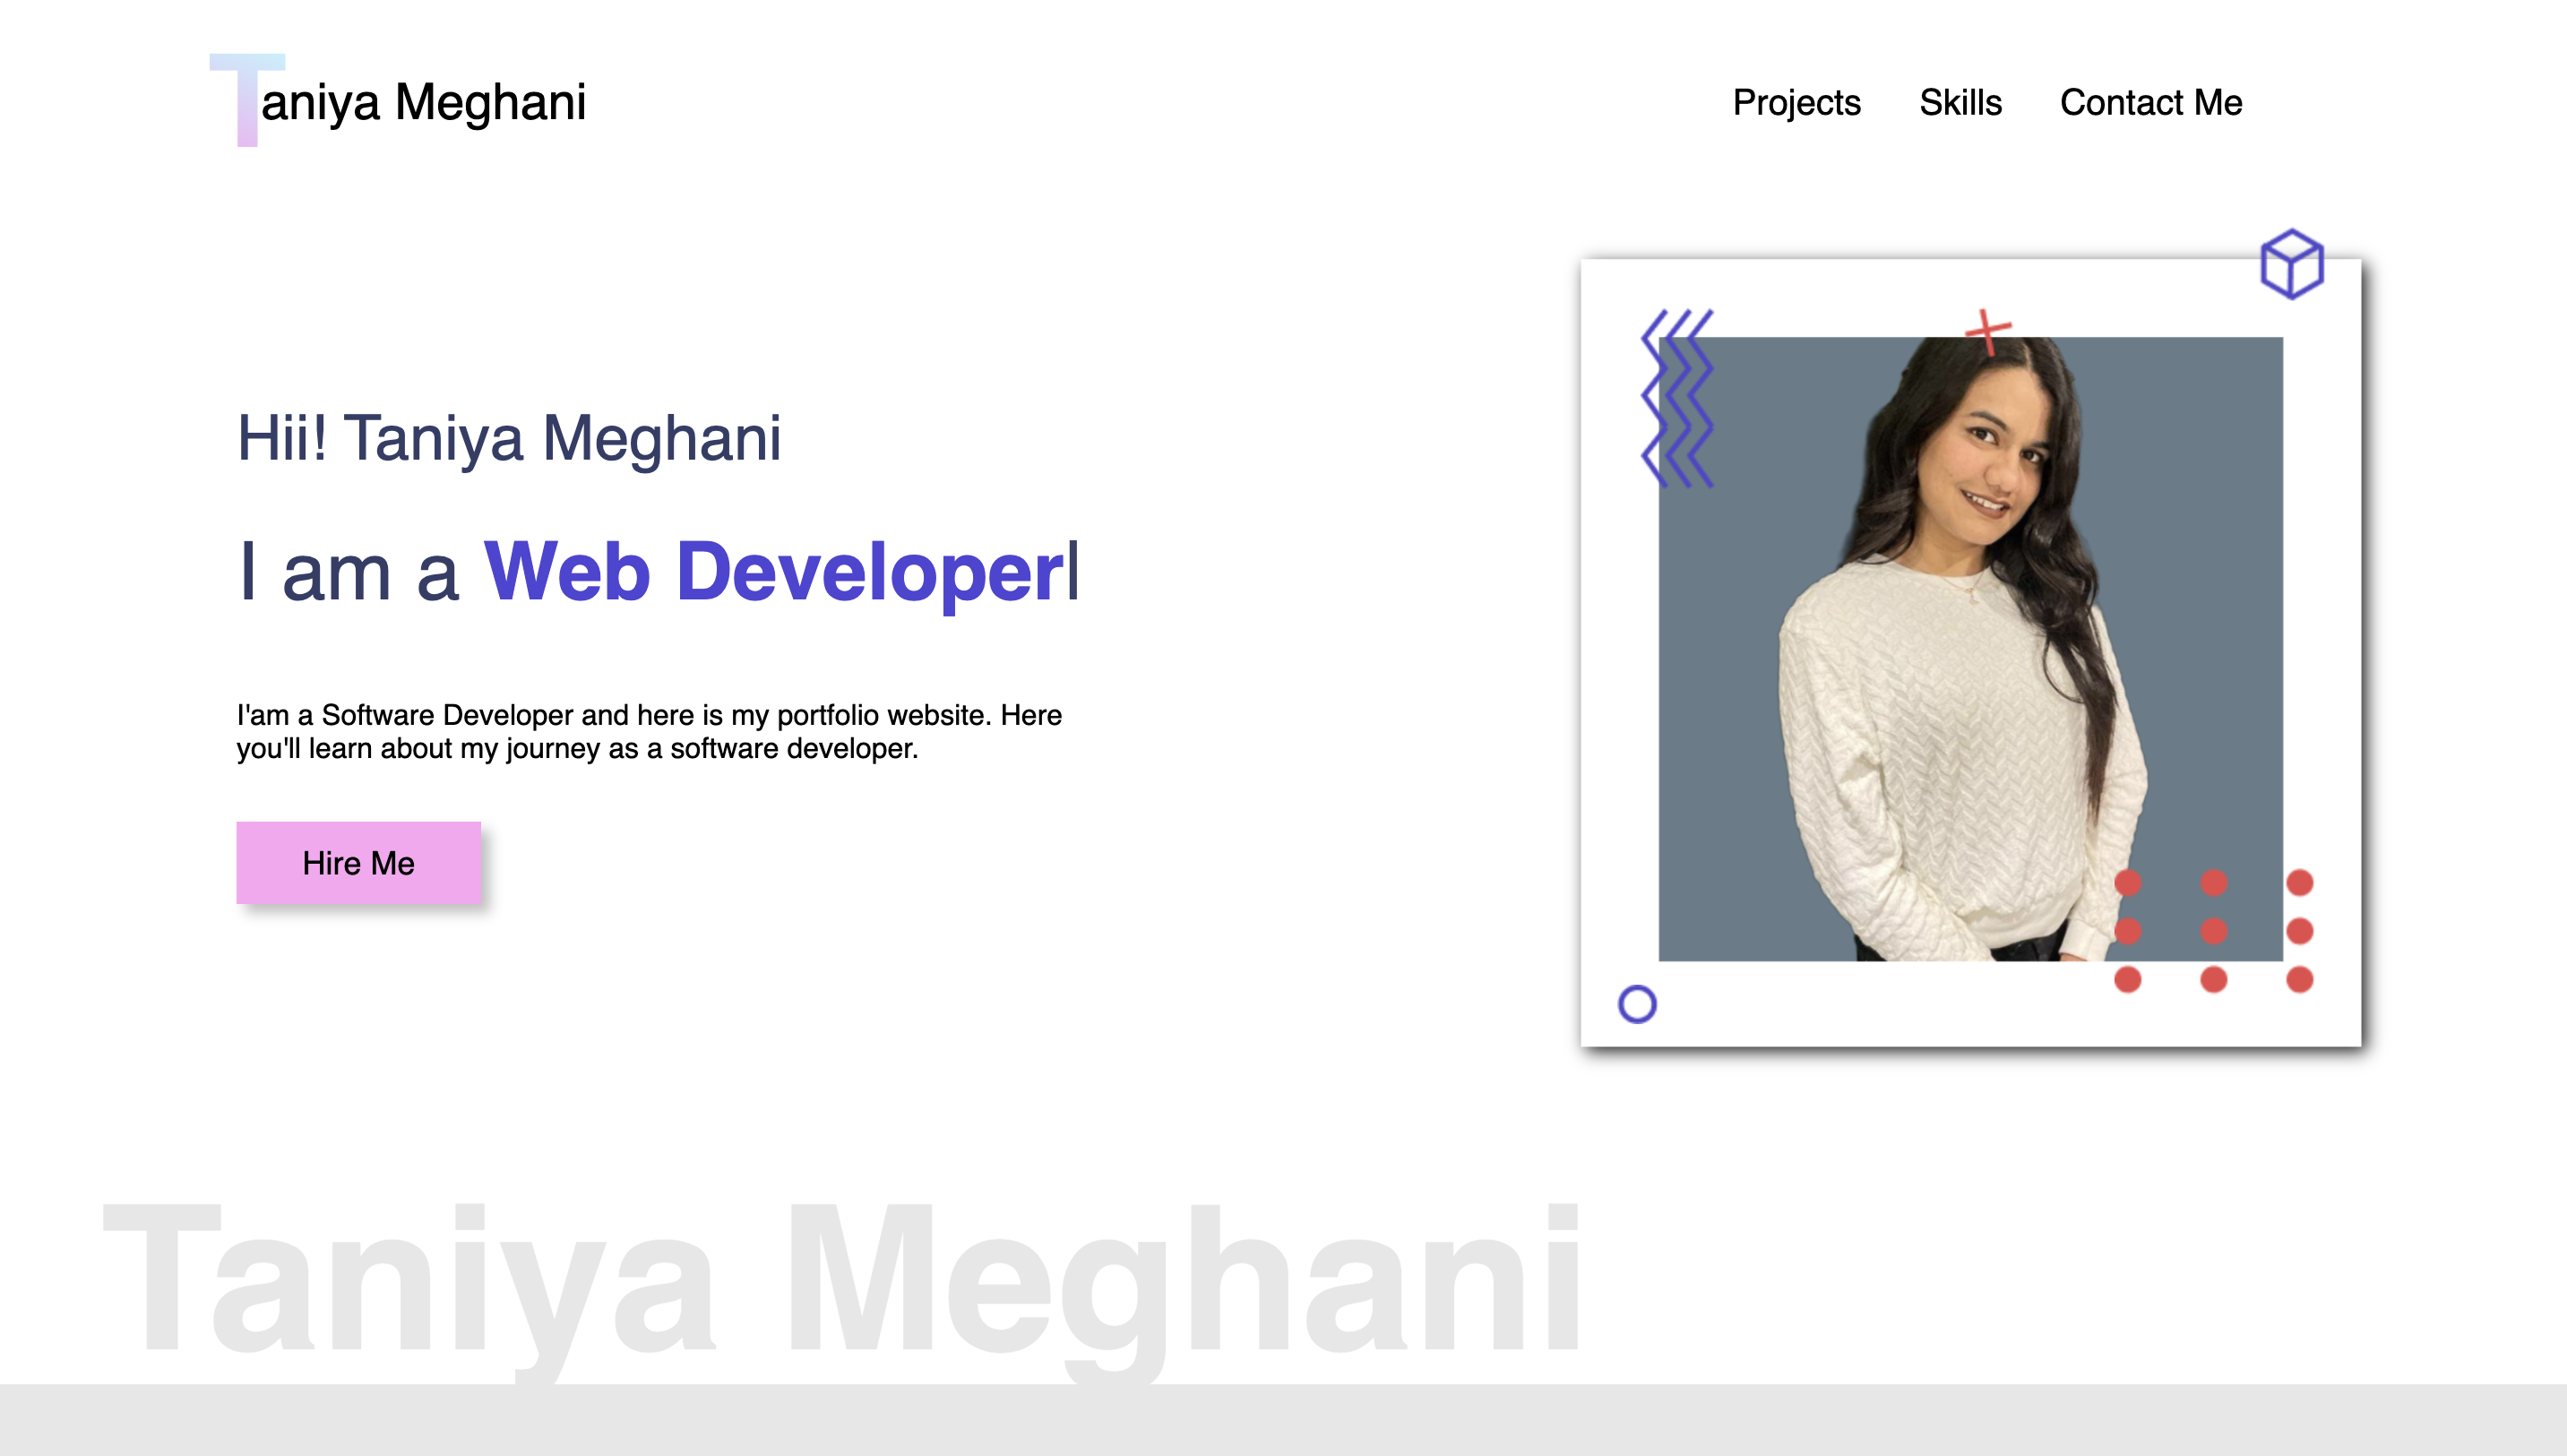 Taniya Meghani
Projects Skills Contact Me
Hii! Taniya Meghani
I am a Web Developer|
I'am a Software Developer and here is my portfolio website. Here
you'll learn about my journey as a software developer.
Hire Me
Taniya Meghani